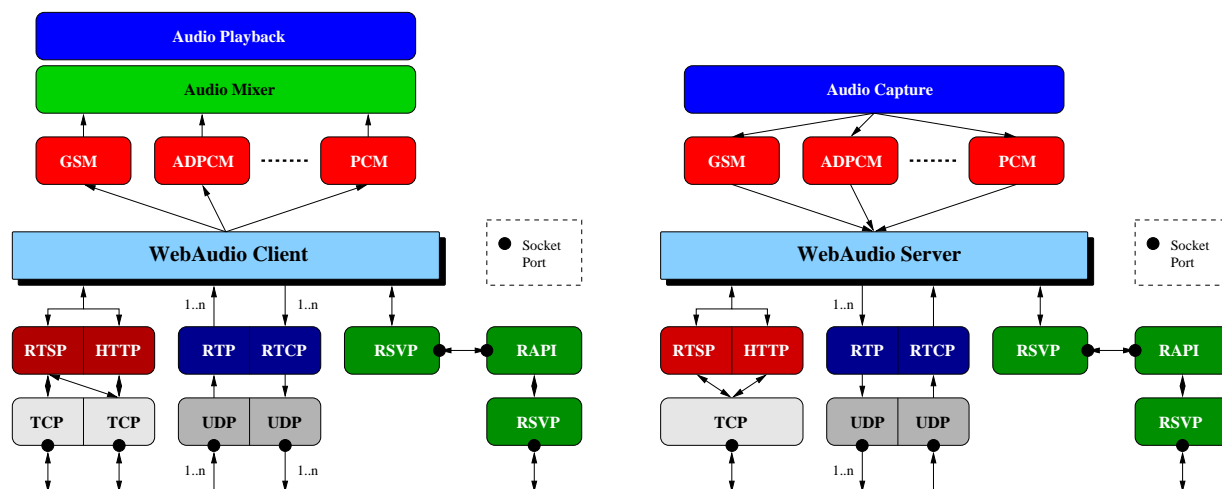 Audio Playback
Audio Mixer
GSM
ADPCM
PCM
WebAudio Client
Socket
Port
1..n
1..n
RTSP
HTTP
RTP
RTCP
RSVP
RAPI
TCP
TCP
UDP
UDP
RSVP
1..n
1..n
Audio Capture
GSM
ADPCM
PCM
WebAudio Server
Socket
Port
1..n
RTSP
HTTP
RTP
RTCP
RSVP
RAPI
TCP
UDP
UDP
RSVP
1..n